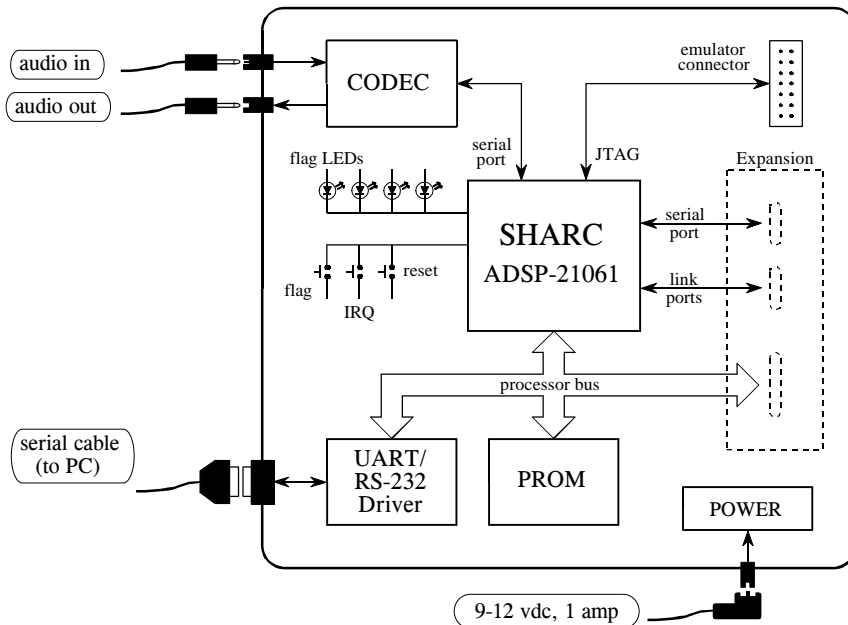 audio in
audio out
CODEC
emulator
connector
serial
port
JTAG
flag LEDs
Expansion
SHARC
ADSP-21061
serial
port
link
ports
reset
flag
IRQ
processor bus
serial cable
(to PC)
UART/
RS-232
Driver
PROM
POWER
9-12 vdc, 1 amp